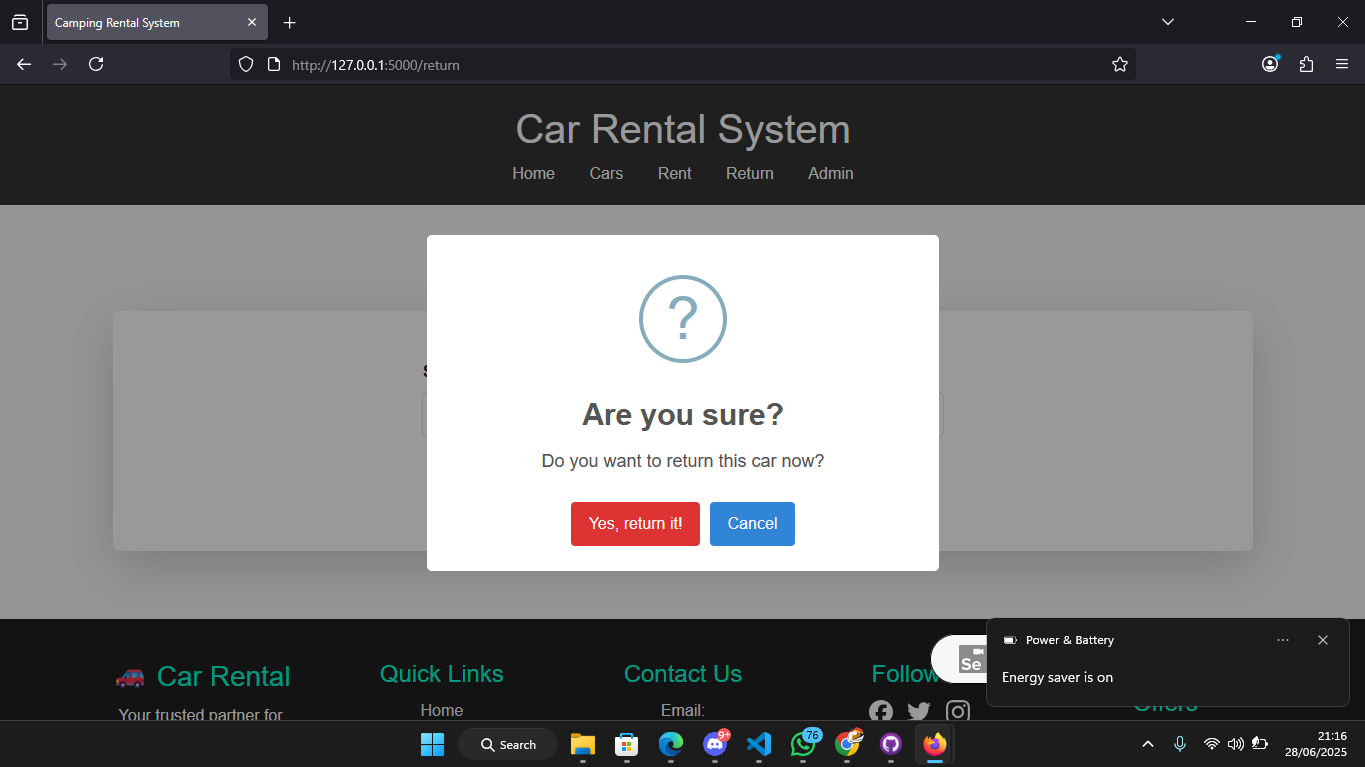 Camping Rental System
http://127.0.0.1:5000/return
Car Rental System
Home Cars Rent Return Admin
?
Are you sure?
Do you want to return this car now?
Yes, return it! Cancel
Car Rental
Your trusted partner for
Quick Links
Home
Contact Us
Email:
Follow
Offers
Se
Power & Battery
Energy saver is on
Search
9+
76
21:16
28/06/2025